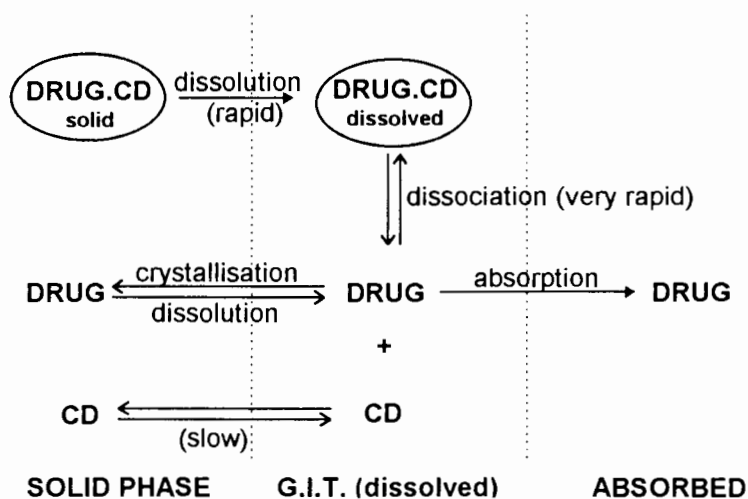 DRUG.CD
solid
dissolution
(rapid)
DRUG.CD
dissolved
dissociation (very rapid)
DRUG
crystallisation
dissolution
DRUG
absorption
DRUG
+
CD
(slow)
CD
SOLID PHASE
G.I.T. (dissolved)
ABSORBED